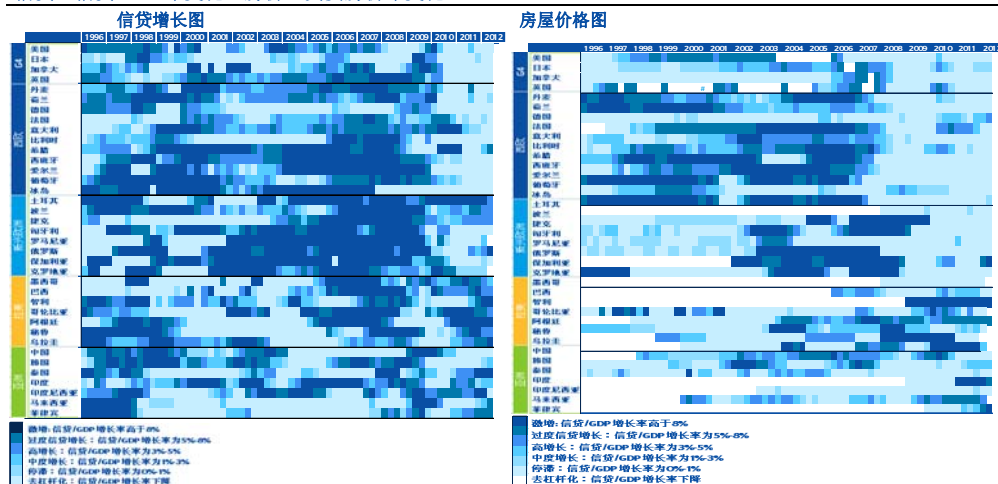 信贷增长图
房屋价格图
1996 1997 1998 1999 2000 2001 2002 2003 2004 2005 2006 2007 2008 2009 2010 2011 2012
1996 1997 1998 1999 2000 2001 2002 2003 2004 2005 2006 2007 2008 2009 2010 2011
G4
美国
日本
加拿大
英国
西欧
丹麦
荷兰
德国
法国
意大利
比利时
希腊
西班牙
爱尔兰
葡萄牙
冰岛
土耳其
波兰
捷克
匈牙利
罗马尼亚
俄罗斯
保加利亚
克罗地亚
墨西哥
巴西
智利
哥伦比亚
阿根廷
秘鲁
乌拉圭
中国
韩国
泰国
印度
印度尼西亚
马来西亚
菲律宾
G4
美国
日本
加拿大
英国
西欧
丹麦
荷兰
德国
法国
意大利
比利时
希腊
西班牙
爱尔兰
葡萄牙
冰岛
土耳其
波兰
捷克
匈牙利
罗马尼亚
俄罗斯
保加利亚
克罗地亚
墨西哥
巴西
智利
哥伦比亚
阿根廷
秘鲁
乌拉圭
中国
韩国
泰国
印度
印度尼西亚
马来西亚
菲律宾
激增:信贷/GDP增长率高于8%
过度信贷增长:信贷/GDP增长率为5%-8%
高增长:信贷/GDP增长率为3%-5%
中度增长:信贷/GDP增长率为1%-3%
停滞:信贷/GDP增长率为0%-1%
去杠杆化:信贷/GDP增长率下降
激增:信贷/GDP增长率高于8%
过度信贷增长:信贷/GDP增长率为5%-8%
高增长:信贷/GDP增长率为3%-5%
中度增长:信贷/GDP增长率为1%-3%
停滞:信贷/GDP增长率为0%-1%
去杠杆化:信贷/GDP增长率下降